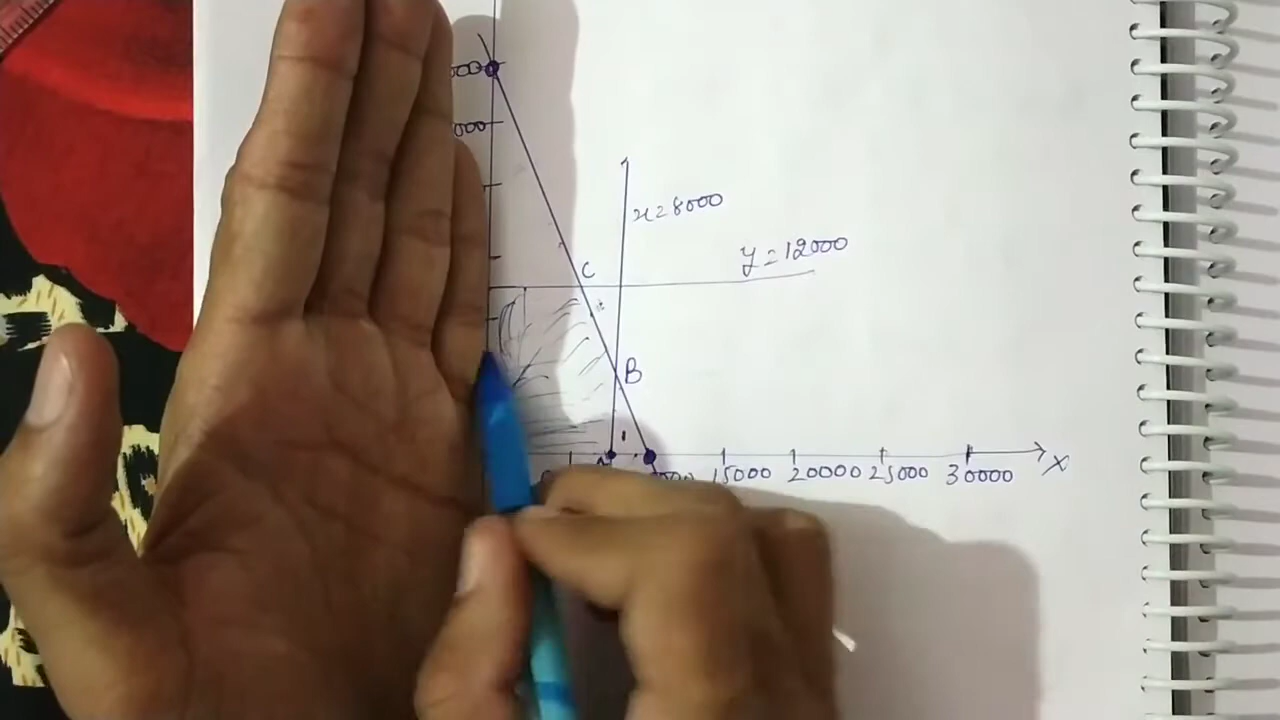 x = 8000
y = 12000
C
B
15000 20000 25000 30000 X